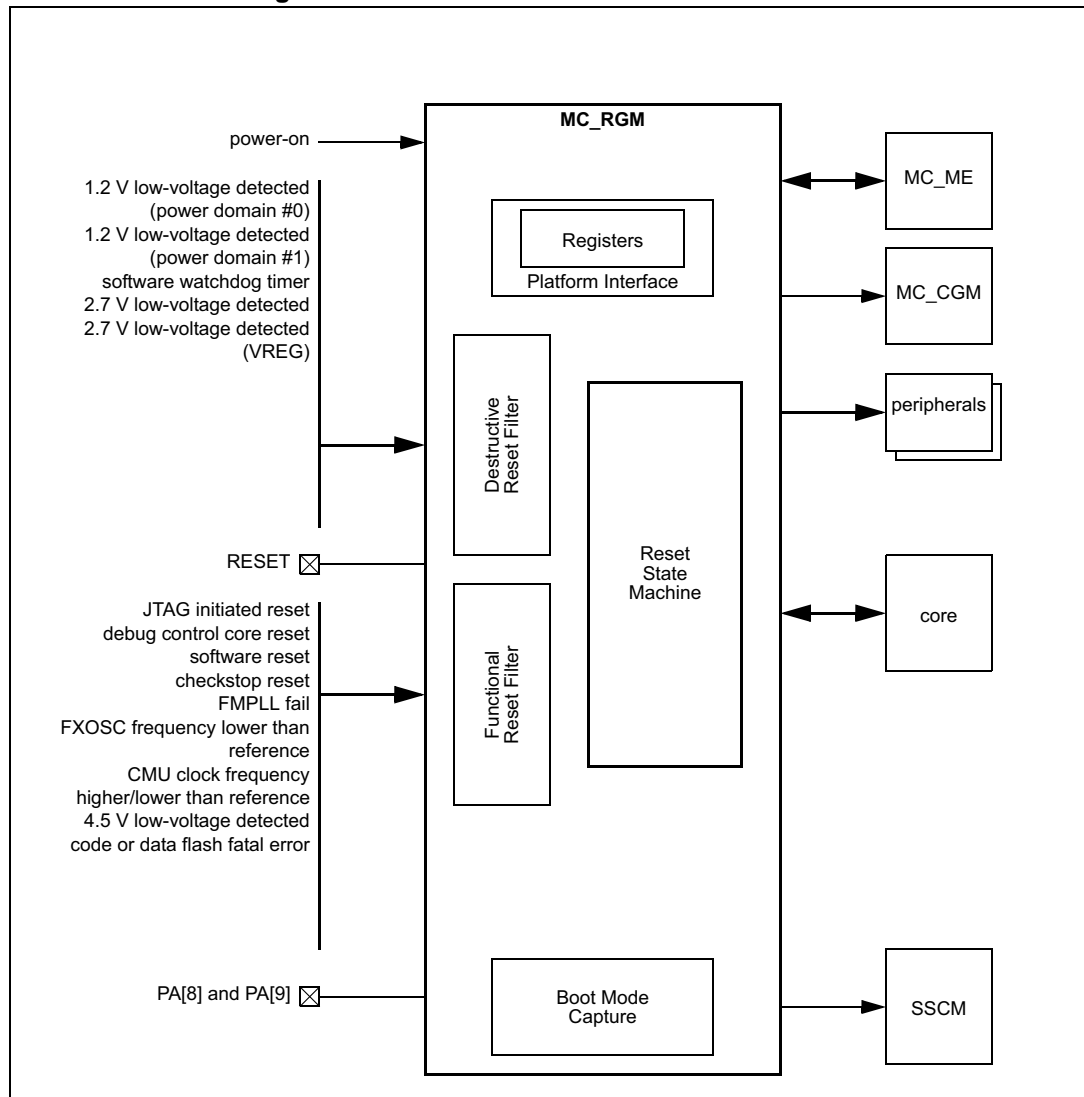 MC_RGM
power-on
1.2 V low-voltage detected
(power domain #0)
1.2 V low-voltage detected
(power domain #1)
software watchdog timer
2.7 V low-voltage detected
2.7 V low-voltage detected
(VREG)
RESET
JTAG initiated reset
debug control core reset
software reset
checkstop reset
FMPLL fail
FXOSC frequency lower than
reference
CMU clock frequency
higher/lower than reference
4.5 V low-voltage detected
code or data flash fatal error
PA[8] and PA[9]
Registers
Platform Interface
Destructive
Reset Filter
Functional
Reset Filter
Reset
State
Machine
Boot Mode
Capture
MC_ME
MC_CGM
peripherals
core
SSCM